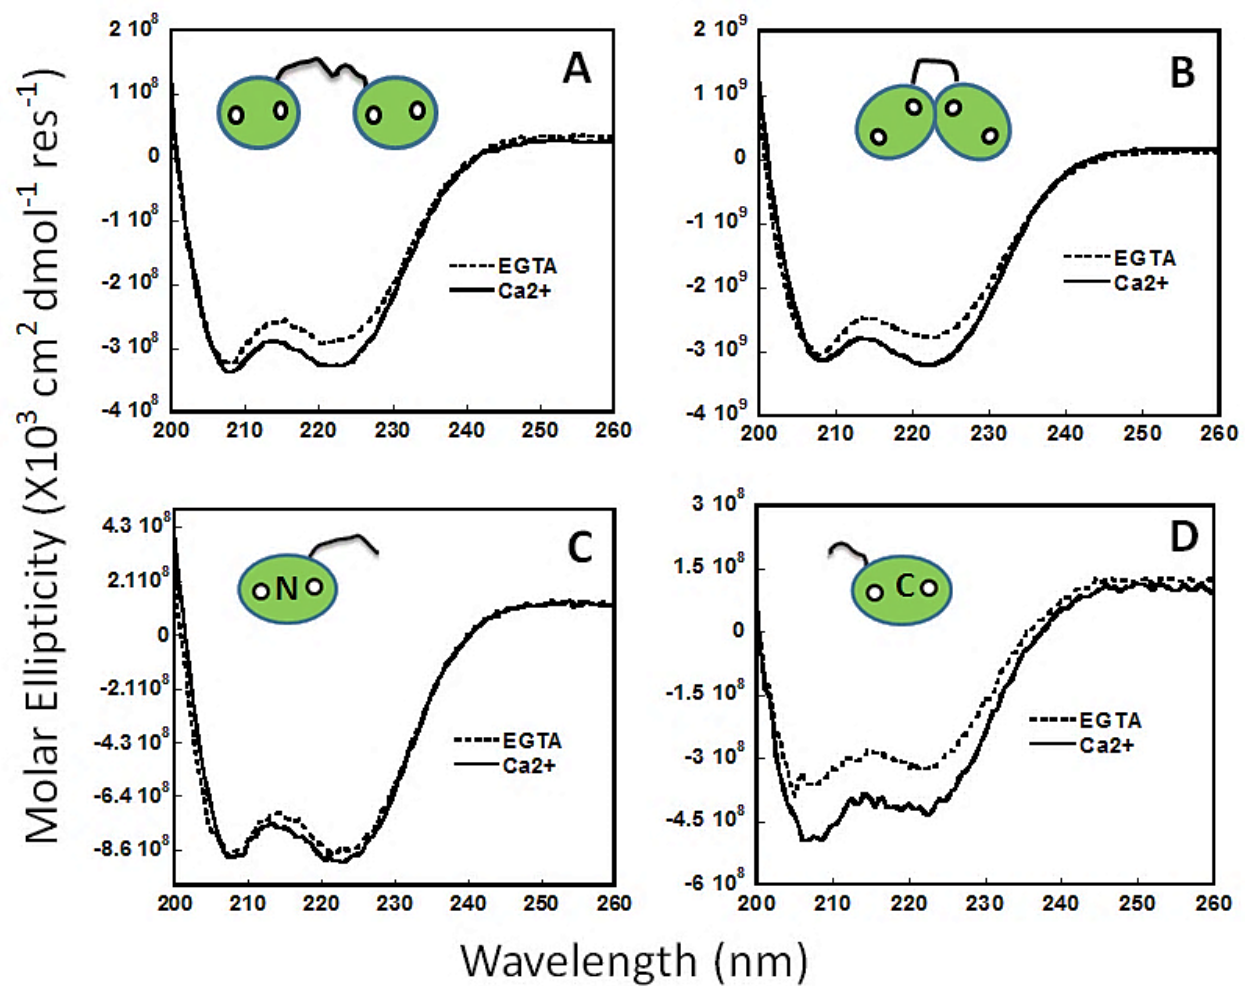 Molar Ellipticity (X10³ cm² dmol⁻¹ res⁻¹)
A
2 10⁸
1 10⁸
0
-1 10⁸
-2 10⁸
-3 10⁸
-4 10⁸
EGTA
Ca2+
200 210 220 230 240 250 260
B
2 10⁹
1 10⁹
0
-1 10⁹
-2 10⁹
-3 10⁹
-4 10⁹
EGTA
Ca2+
200 210 220 230 240 250 260
C
N
4.3 10⁸
2.1 10⁸
0
-2.1 10⁸
-4.3 10⁸
-6.4 10⁸
-8.6 10⁸
EGTA
Ca2+
200 210 220 230 240 250 260
D
C
3 10⁸
1.5 10⁸
0
-1.5 10⁸
-3 10⁸
-4.5 10⁸
-6 10⁸
EGTA
Ca2+
200 210 220 230 240 250 260
Wavelength (nm)